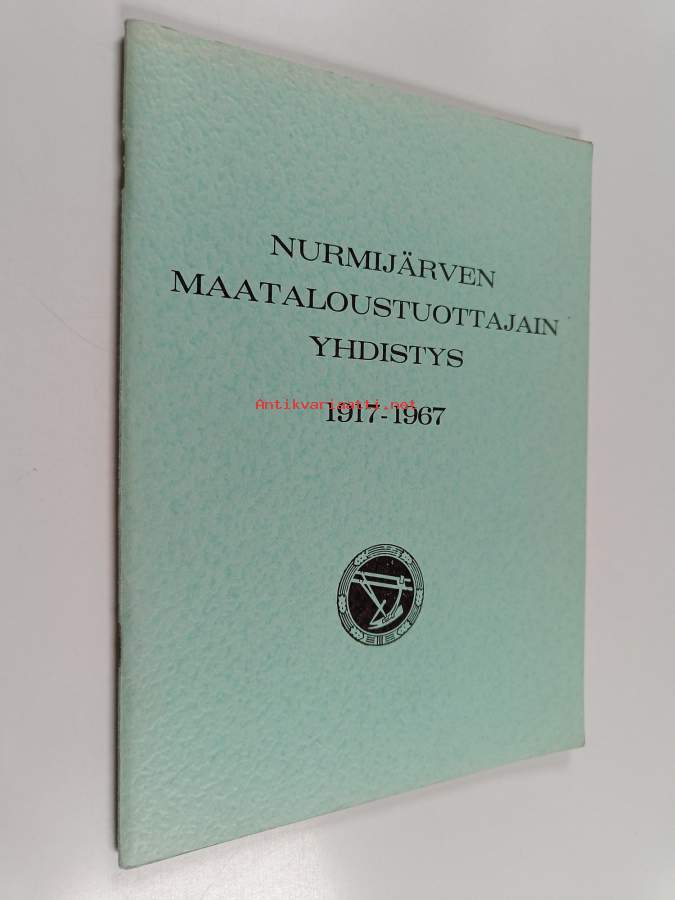 NURMIJÄRVEN
MAATALOUSTUOTTAJAIN
YHDISTYS
Antikvariaatti.net
1917-1967